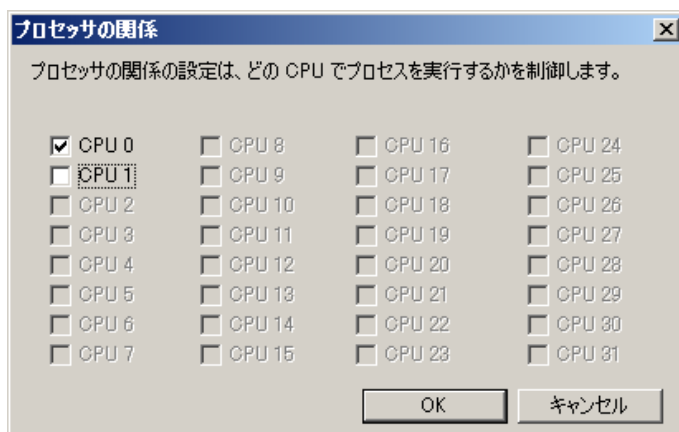 プロセッサの関係
プロセッサの関係の設定は、どの CPU でプロセスを実行するかを制御します。
CPU 0 CPU 8 CPU 16 CPU 24
CPU 1 CPU 9 CPU 17 CPU 25
CPU 2 CPU 10 CPU 18 CPU 26
CPU 3 CPU 11 CPU 19 CPU 27
CPU 4 CPU 12 CPU 20 CPU 28
CPU 5 CPU 13 CPU 21 CPU 29
CPU 6 CPU 14 CPU 22 CPU 30
CPU 7 CPU 15 CPU 23 CPU 31
OK キャンセル